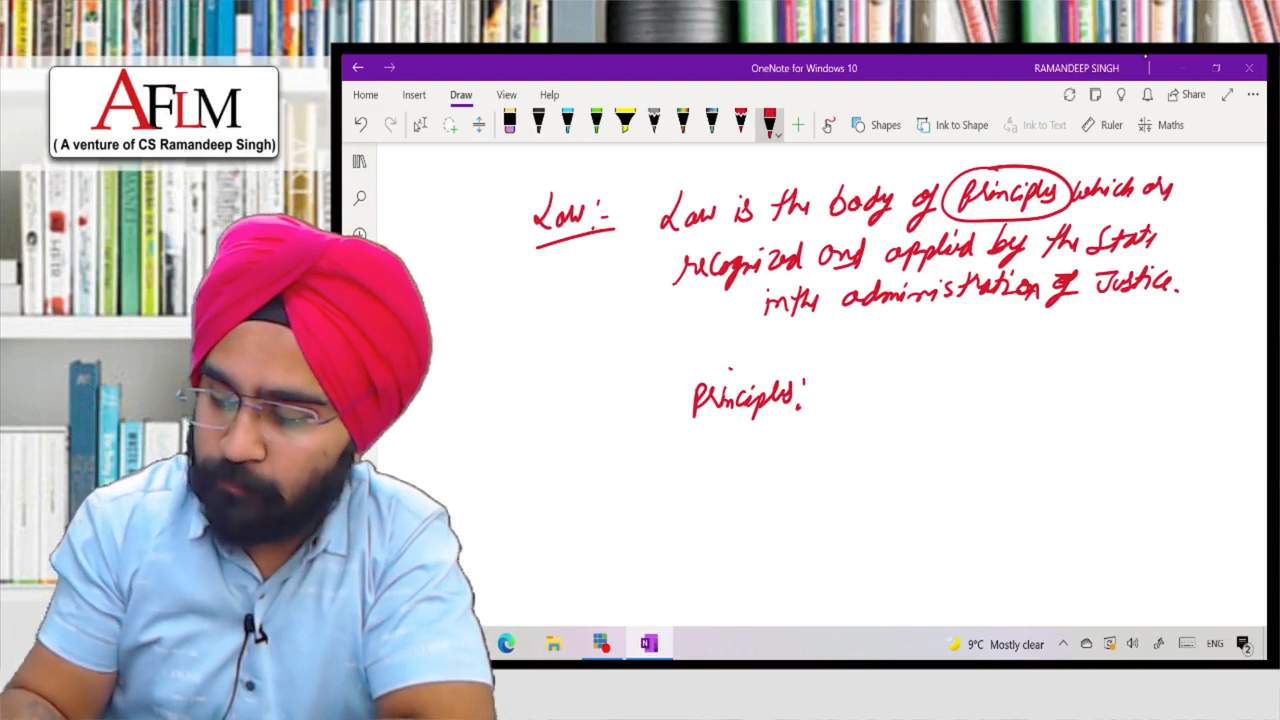 AFLM
( A venture of CS Ramandeep Singh)
OneNote for Windows 10
RAMANDEEP SINGH
Home Insert Draw View Help
Share
Shapes Ink to Shape Ink to Text Ruler Maths
Law:- Law is the body of Principles which are
recognized and applied by the State
in the administration of Justice.
Principles:
9°C Mostly clear
ENG
2